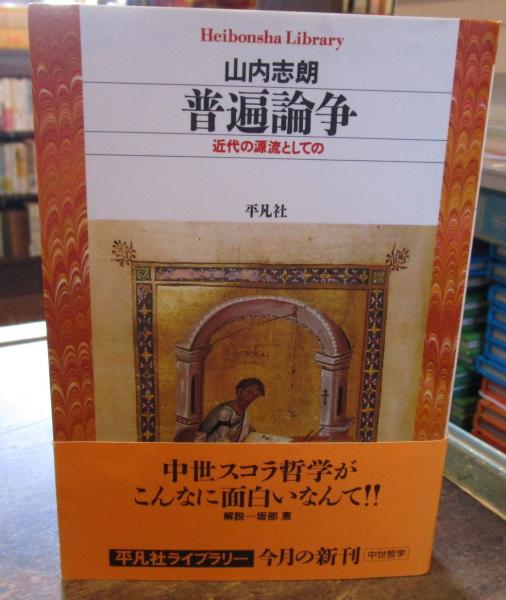 Heibonsha Library
山内志朗
普遍論争
近代の源流としての
平凡社
中世スコラ哲学が
こんなに面白いなんて!!
解説―坂部 恵
平凡社ライブラリー 今月の新刊 中世哲学